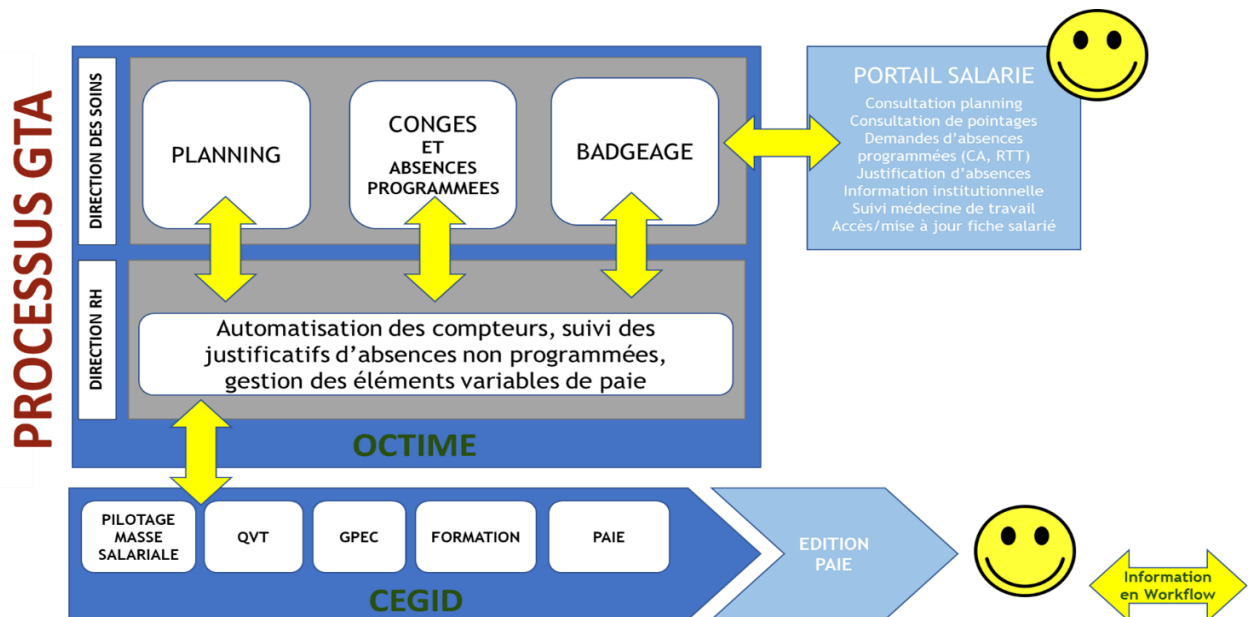 PROCESSUS GTA
DIRECTION DES SOINS
PLANNING
CONGES
ET
ABSENCES
PROGRAMMEES
BADGEAGE
PORTAIL SALARIE
Consultation planning
Consultation de pointages
Demandes d'absences
programmées (CA, RTT)
Justification d'absences
Information institutionnelle
Suivi médecine de travail
Accès/mise à jour fiche salarié
DIRECTION RH
Automatisation des compteurs, suivi des
justificatifs d'absences non programmées,
gestion des éléments variables de paie
OCTIME
PILOTAGE
MASSE
SALARIALE
QVT
GPEC
FORMATION
PAIE
CEGID
EDITION
PAIE
Information
en Workflow